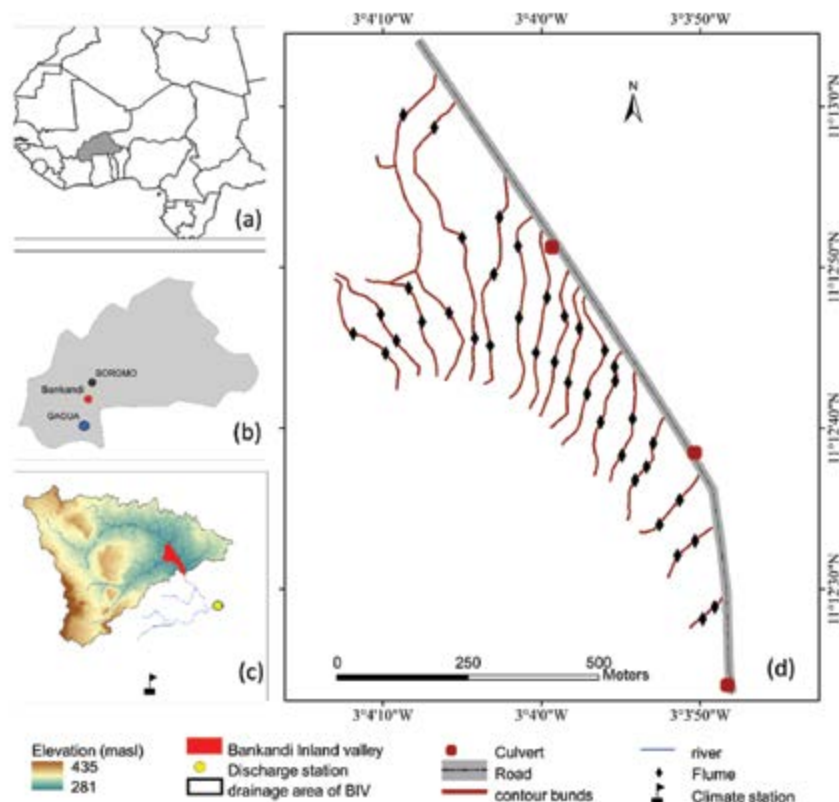 3°4'10"W 3°4'0"W 3°3'50"W
N
11°13'0"N
(a)
11°12'50"N
BOROMO
Bankandi
GAOUA
(b)
11°12'40"N
11°12'30"N
(c)
0 250 500
Meters
(d)
3°4'10"W 3°4'0"W 3°3'50"W
Elevation (masl)
435
281
Bankandi Inland valley
Discharge station
drainage area of BIV
Culvert
Road
contour bunds
river
Flume
Climate station